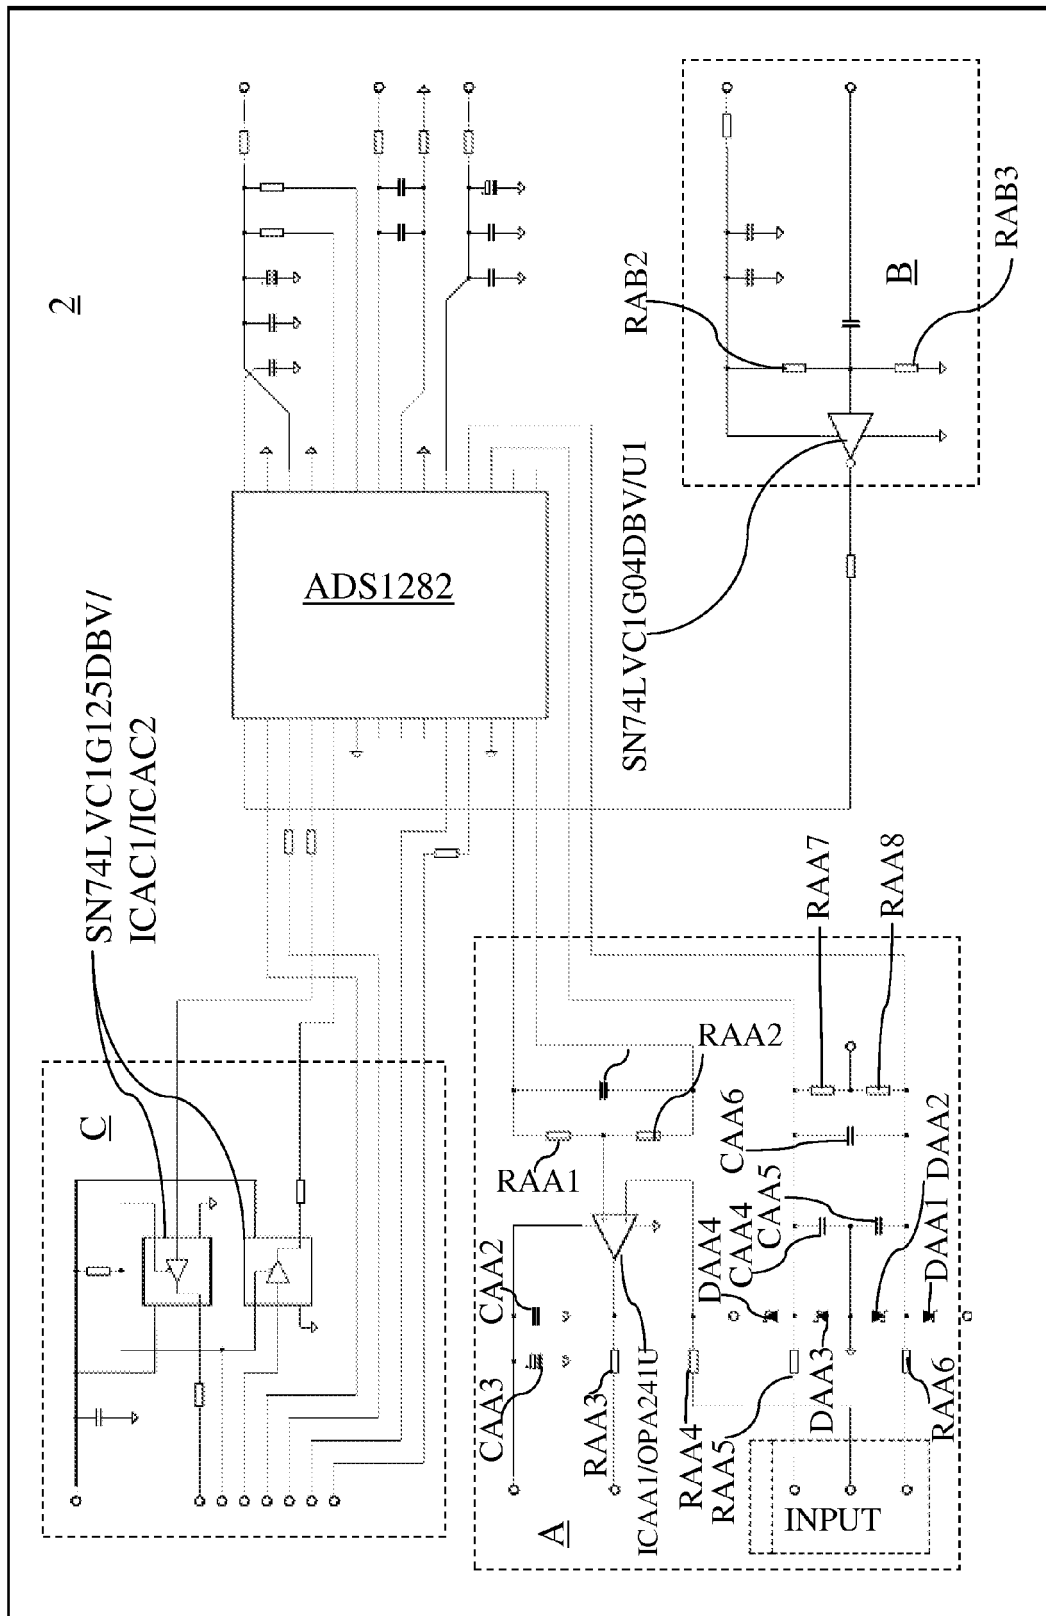 2
SN74LVC1G125DBV/
ICAC1/ICAC2
C
ADS1282
RAB2
RAB3
B
SN74LVC1G04DBV/U1
RAA7
RAA8
RAA2
RAA1
CAA6
DAA2
CAA5
CAA4
DAA4
DAA1
CAA2
CAA3
RAA3
ICAA1/OPA241U
RAA4
RAA5
DAA3
RAA6
A
INPUT